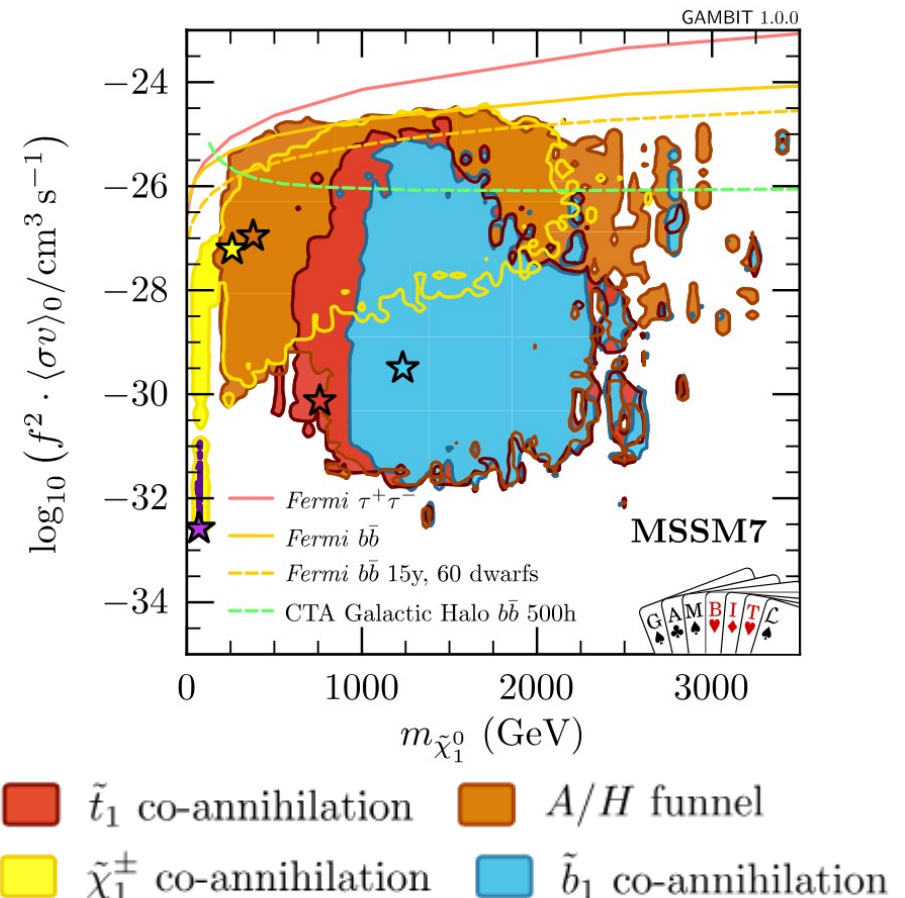 GAMBIT 1.0.0
log₁₀ (f² · ⟨σv⟩₀/cm³ s⁻¹)
−24
−26
−28
−30
−32
−34
Fermi τ⁺τ⁻
Fermi bb̄
Fermi bb̄ 15y, 60 dwarfs
CTA Galactic Halo bb̄ 500h
MSSM7
G A M B I T ℒ
0 1000 2000 3000
m_χ̃₁⁰ (GeV)
t̃₁ co-annihilation
A/H funnel
χ̃₁^± co-annihilation
b̃₁ co-annihilation